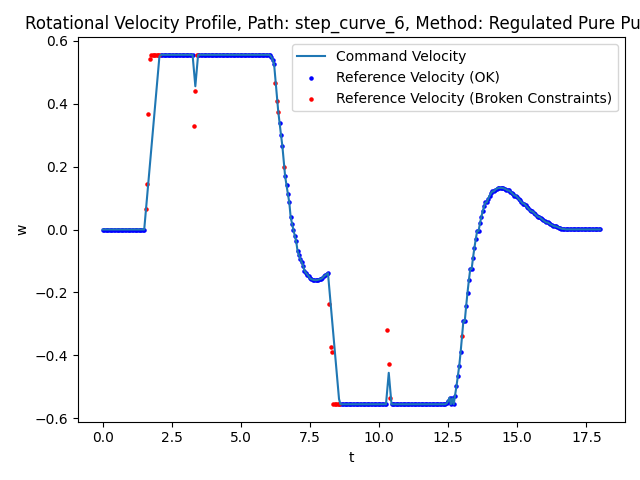 Rotational Velocity Profile, Path: step_curve_6, Method: Regulated Pure Pu
Command Velocity
Reference Velocity (OK)
Reference Velocity (Broken Constraints)
w
0.6
0.4
0.2
0.0
−0.2
−0.4
−0.6
0.0 2.5 5.0 7.5 10.0 12.5 15.0 17.5
t